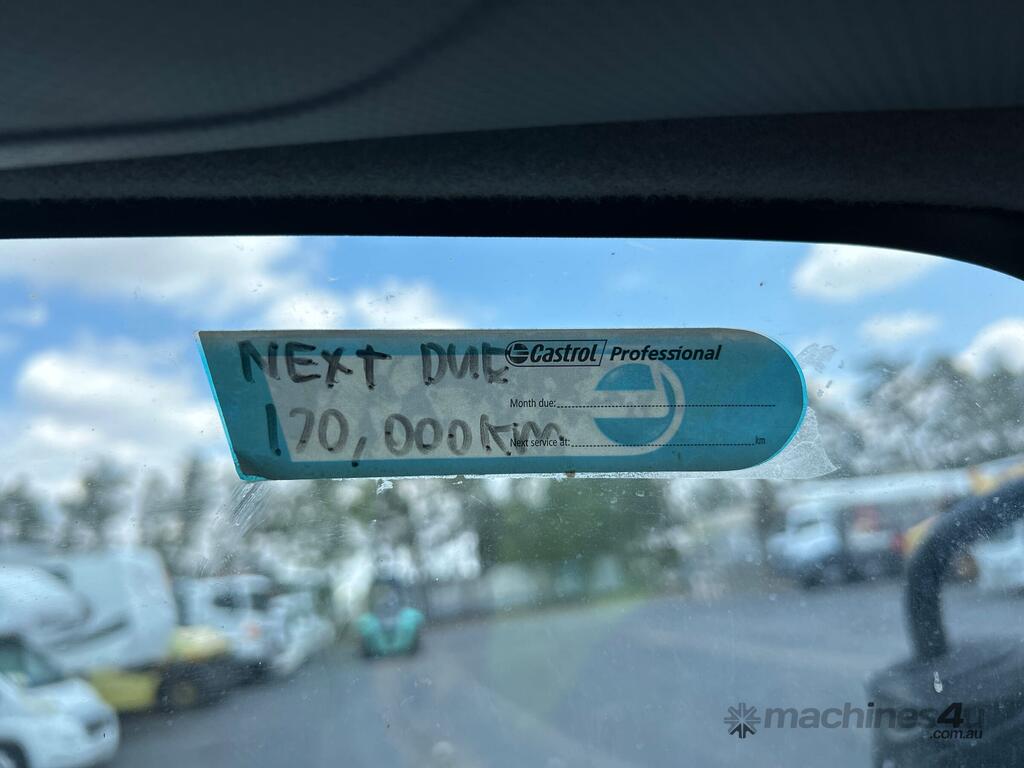 NEXT DUE
Castrol Professional
Month due:
170,000km
Next service at: km
machines4u
.com.au